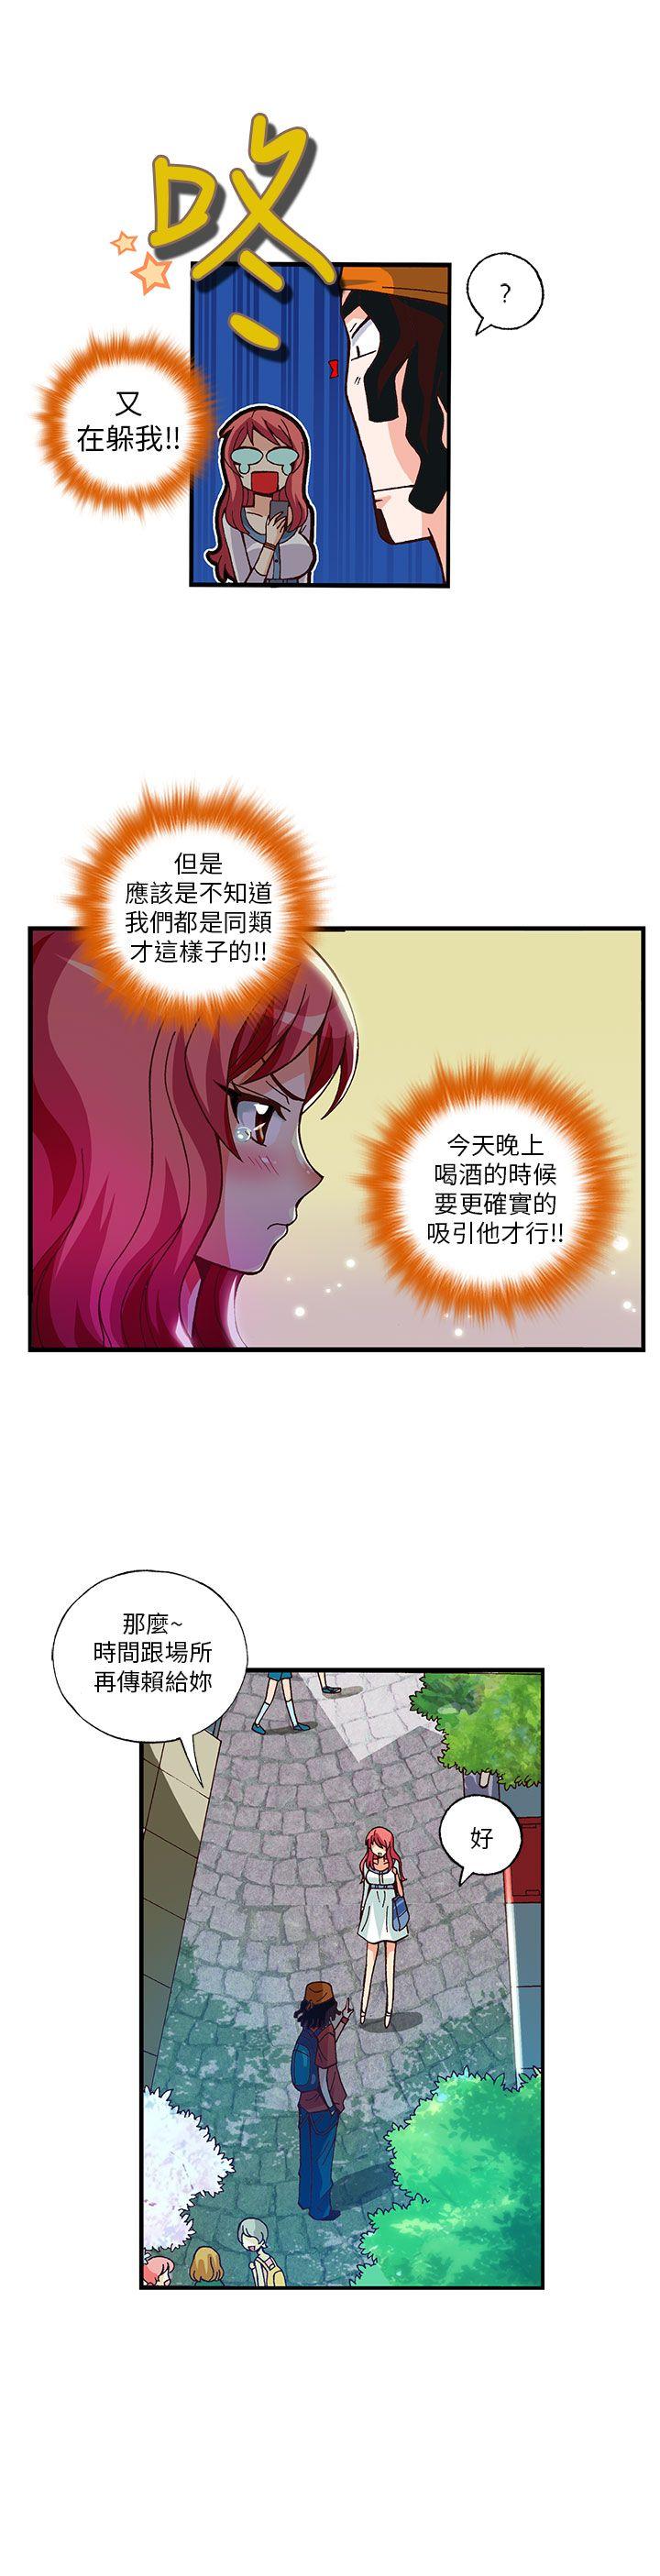 咚
?
又
在躲我!!
但是
應該是不知道
我們都是同類
才這樣子的!!
今天晚上
喝酒的時候
要更確實的
吸引他才行!!
那麼~
時間跟場所
再傳賴給妳
好